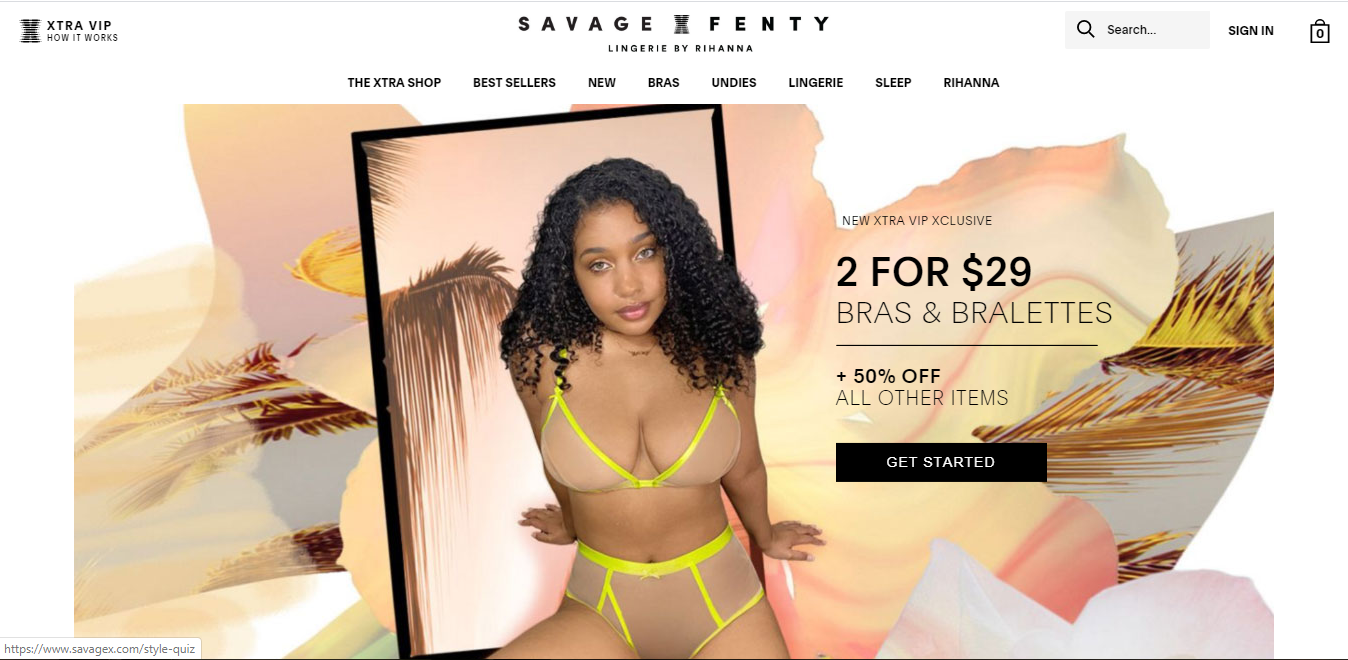 XTRA VIP
HOW IT WORKS
SAVAGE X FENTY
LINGERIE BY RIHANNA
Search...
SIGN IN
0
THE XTRA SHOP
BEST SELLERS
NEW
BRAS
UNDIES
LINGERIE
SLEEP
RIHANNA
NEW XTRA VIP XCLUSIVE
2 FOR $29
BRAS & BRALETTES
+ 50% OFF
ALL OTHER ITEMS
GET STARTED
https://www.savagex.com/style-quiz